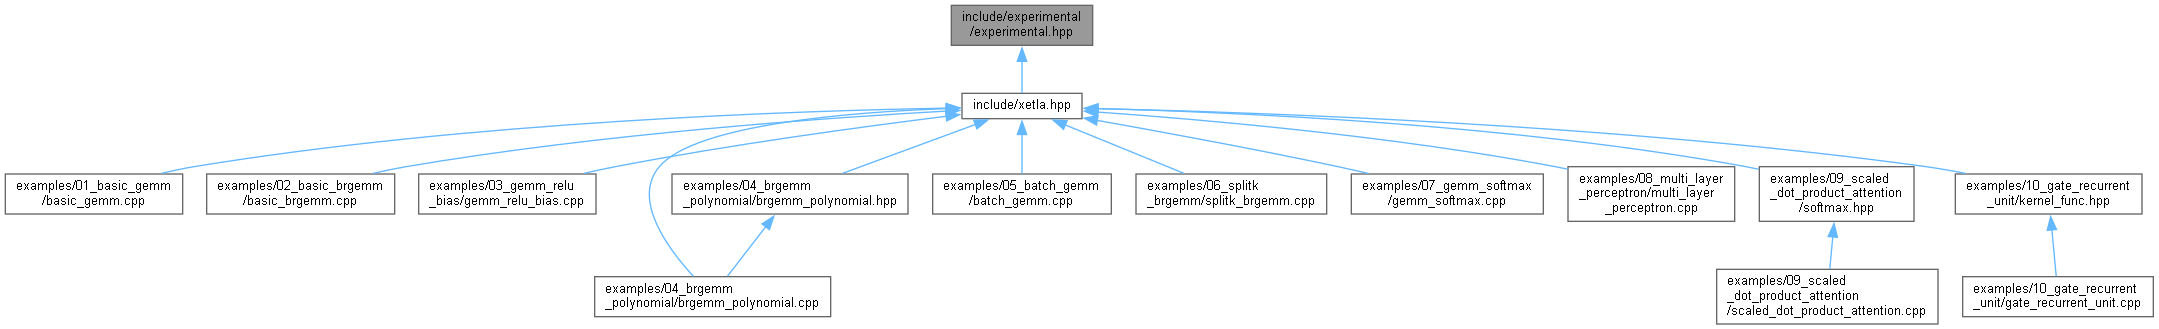 include/experimental
/experimental.hpp
include/xetla.hpp
examples/01_basic_gemm
/basic_gemm.cpp
examples/02_basic_brgemm
/basic_brgemm.cpp
examples/03_gemm_relu
_bias/gemm_relu_bias.cpp
examples/04_brgemm
_polynomial/brgemm_polynomial.hpp
examples/05_batch_gemm
/batch_gemm.cpp
examples/06_splitk
_brgemm/splitk_brgemm.cpp
examples/07_gemm_softmax
/gemm_softmax.cpp
examples/08_multi_layer
_perceptron/multi_layer
_perceptron.cpp
examples/09_scaled
_dot_product_attention
/softmax.hpp
examples/10_gate_recurrent
_unit/kernel_func.hpp
examples/04_brgemm
_polynomial/brgemm_polynomial.cpp
examples/09_scaled
_dot_product_attention
/scaled_dot_product_attention.cpp
examples/10_gate_recurrent
_unit/gate_recurrent_unit.cpp